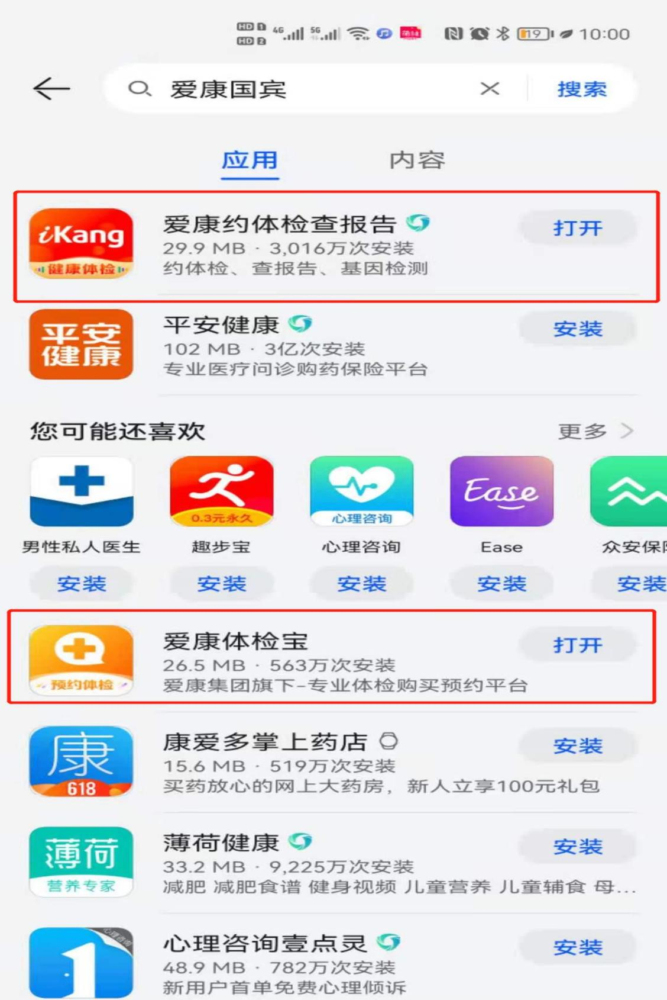 HD 1 4G 5G 19 10:00
HD 2
爱康国宾
搜索
应用 内容
iKang
健康体检
爱康约体检查报告
29.9 MB · 3,016万次安装
约体检、查报告、基因检测
打开
平安
健康
平安健康
102 MB · 3亿次安装
专业医疗问诊购药保险平台
安装
您可能还喜欢 更多
0.3元永久
心理咨询
Ease
男性私人医生 趣步宝 心理咨询 Ease 众安保
安装 安装 安装 安装 安装
预约体检
爱康体检宝
26.5 MB · 563万次安装
爱康集团旗下-专业体检购买预约平台
打开
康
618
康爱多掌上药店
15.6 MB · 519万次安装
买药放心的网上大药房，新人立享100元礼包
安装
薄荷
营养专家
薄荷健康
33.2 MB · 9,225万次安装
减肥 减肥食谱 健身视频 儿童营养 儿童辅食 母...
安装
心理咨询
1
心理咨询壹点灵
48.9 MB · 782万次安装
新用户首单免费心理倾诉
安装